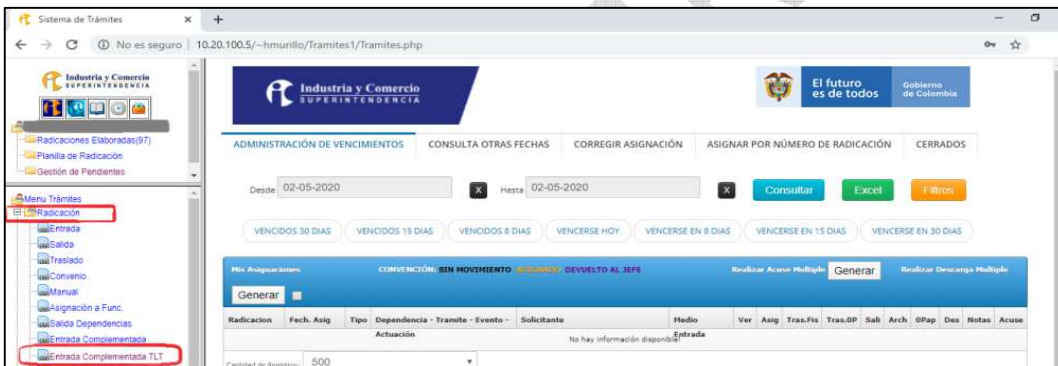 Sistema de Trámites
No es seguro | 10.20.100.5/~hmurillo/Tramites1/Tramites.php
Industria y Comercio
SUPERINTENDENCIA
Radicaciones Elaboradas(97)
Planilla de Radicación
Gestión de Pendientes
Menu Trámites
Radicación
Entrada
Salida
Traslado
Convenio
Manual
Asignación a Func.
Salida Dependencias
Entrada Complementada
Entrada Complementada TLT
Industria y Comercio
SUPERINTENDENCIA
El futuro es de todos
Gobierno de Colombia
ADMINISTRACIÓN DE VENCIMIENTOS CONSULTA OTRAS FECHAS CORREGIR ASIGNACIÓN ASIGNAR POR NÚMERO DE RADICACIÓN CERRADOS
Desde 02-05-2020 X Hasta 02-05-2020 X Consultar Excel Filtros
VENCIDOS 30 DIAS VENCIDOS 15 DIAS VENCIDOS 8 DIAS VENCERSE HOY VENCERSE EN 8 DIAS VENCERSE EN 15 DIAS VENCERSE EN 30 DIAS
Mis Asignaciones CONVENCIÓN: SIN MOVIMIENTO DEVUELTO AL JEFE Realizar Acuse Multiple Generar Realizar Descarga Multiple
Generar
Radicacion Fech. Asig Tipo Dependencia - Tramite - Evento - Actuación Solicitante Medio Entrada Ver Asig Tras.Fis Tras.OP Sali Arch OPap Des Notas Acuse
No hay información disponible!
Cantidad de Registros: 500